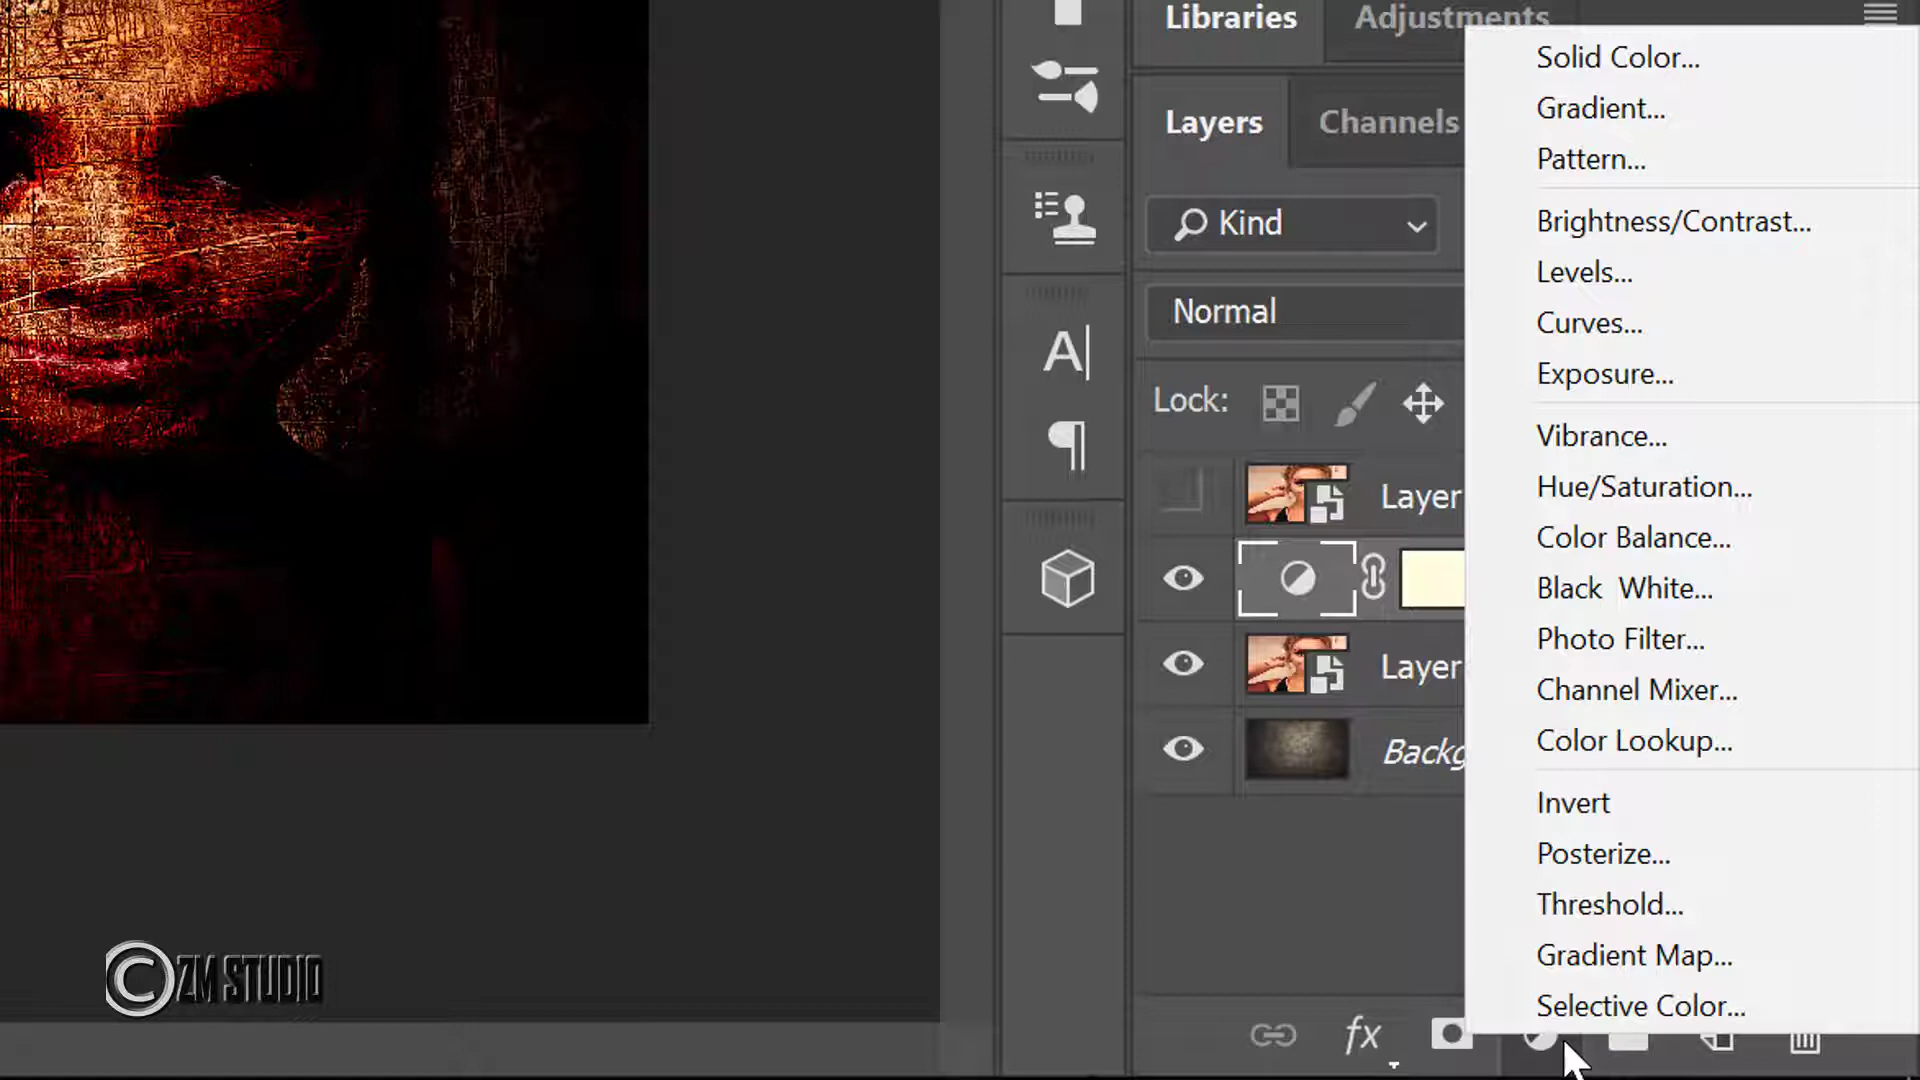 Libraries
Adjustments
Layers
Channels
Kind
Normal
Lock:
Layer
Layer
Backg
Solid Color...
Gradient...
Pattern...
Brightness/Contrast...
Levels...
Curves...
Exposure...
Vibrance...
Hue/Saturation...
Color Balance...
Black  White...
Photo Filter...
Channel Mixer...
Color Lookup...
Invert
Posterize...
Threshold...
Gradient Map...
Selective Color...
fx
A
© ZM STUDIO